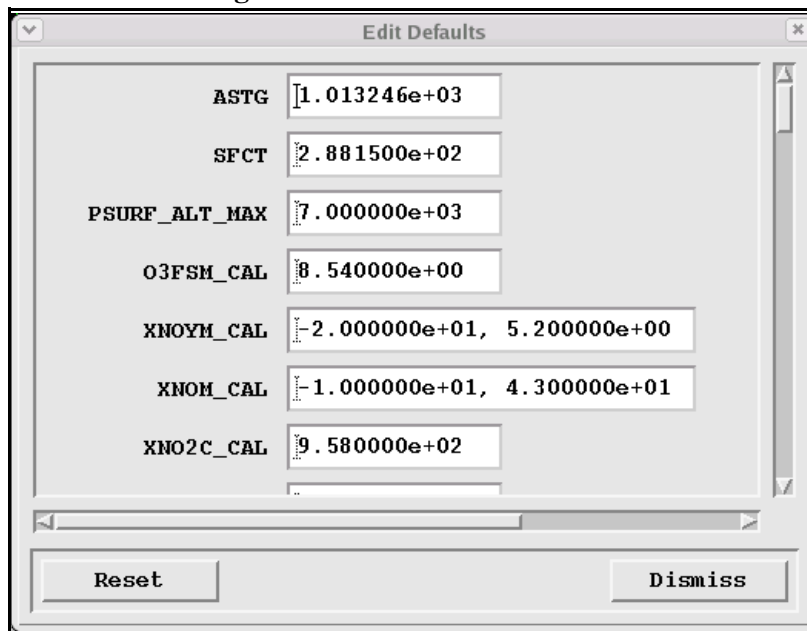 Edit Defaults
ASTG 1.013246e+03
SFCT 2.881500e+02
PSURF_ALT_MAX 7.000000e+03
O3FSM_CAL 8.540000e+00
XNOYM_CAL -2.000000e+01, 5.200000e+00
XNOM_CAL -1.000000e+01, 4.300000e+01
XNO2C_CAL 9.580000e+02
Reset Dismiss